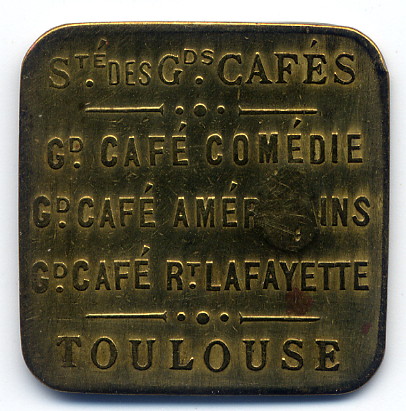 STÉ DES GDS. CAFÉS
GD. CAFÉ COMÉDIE
GD. CAFÉ
GD. CAFÉ RT. LAFAYETTE
TOULOUSE